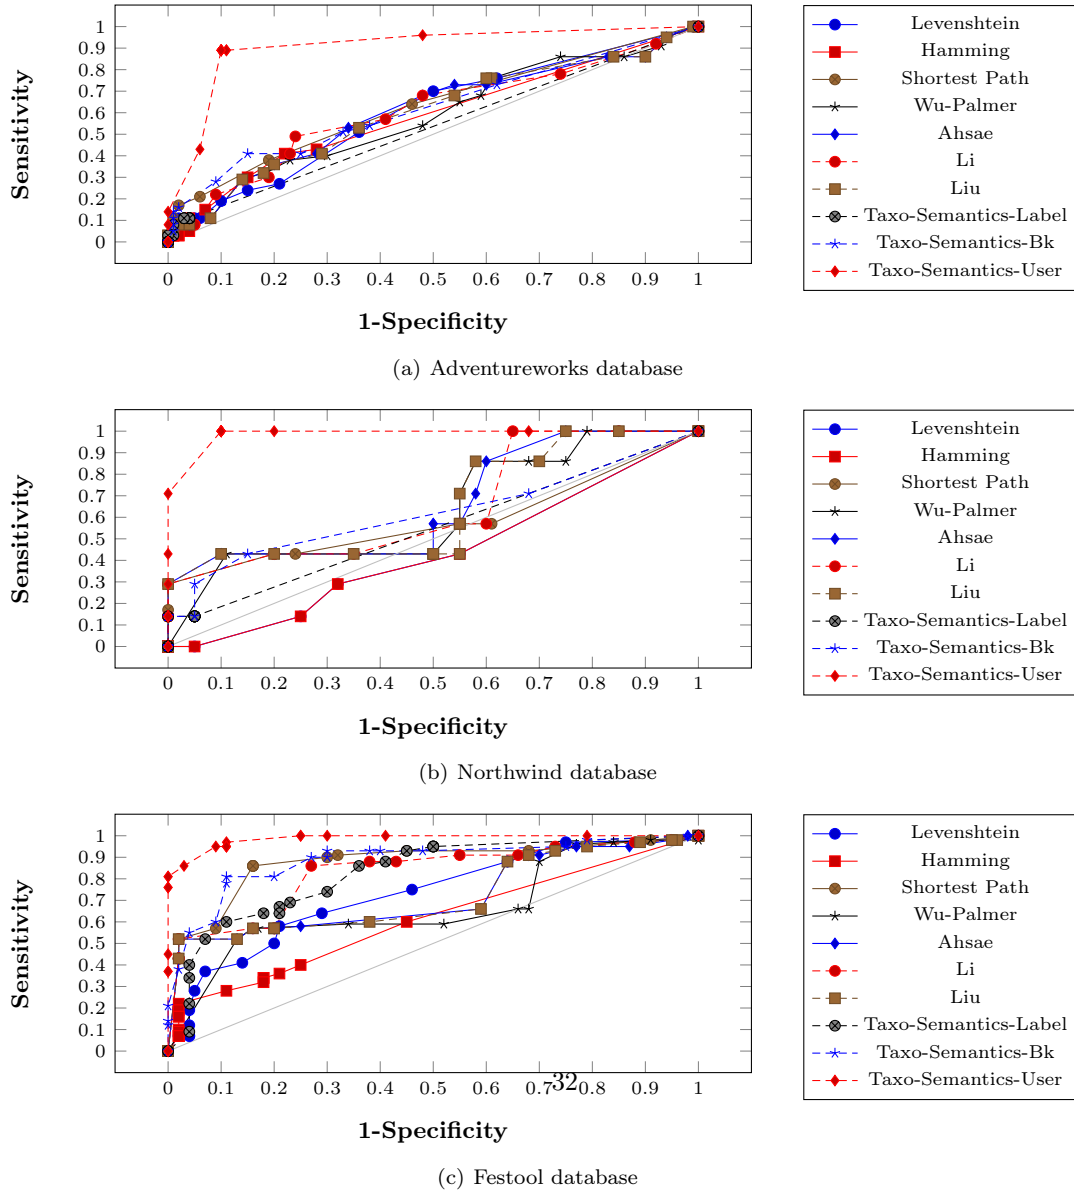 1
0.9
0.8
0.7
0.6
0.5
0.4
0.3
0.2
0.1
0
Sensitivity
0 0.1 0.2 0.3 0.4 0.5 0.6 0.7 0.8 0.9 1
1-Specificity
Levenshtein
Hamming
Shortest Path
Wu-Palmer
Ahsae
Li
Liu
Taxo-Semantics-Label
Taxo-Semantics-Bk
Taxo-Semantics-User
(a) Adventureworks database
1
0.9
0.8
0.7
0.6
0.5
0.4
0.3
0.2
0.1
0
Sensitivity
0 0.1 0.2 0.3 0.4 0.5 0.6 0.7 0.8 0.9 1
1-Specificity
Levenshtein
Hamming
Shortest Path
Wu-Palmer
Ahsae
Li
Liu
Taxo-Semantics-Label
Taxo-Semantics-Bk
Taxo-Semantics-User
(b) Northwind database
1
0.9
0.8
0.7
0.6
0.5
0.4
0.3
0.2
0.1
0
Sensitivity
0 0.1 0.2 0.3 0.4 0.5 0.6 0.7 0.8 0.9 1
32
1-Specificity
Levenshtein
Hamming
Shortest Path
Wu-Palmer
Ahsae
Li
Liu
Taxo-Semantics-Label
Taxo-Semantics-Bk
Taxo-Semantics-User
(c) Festool database